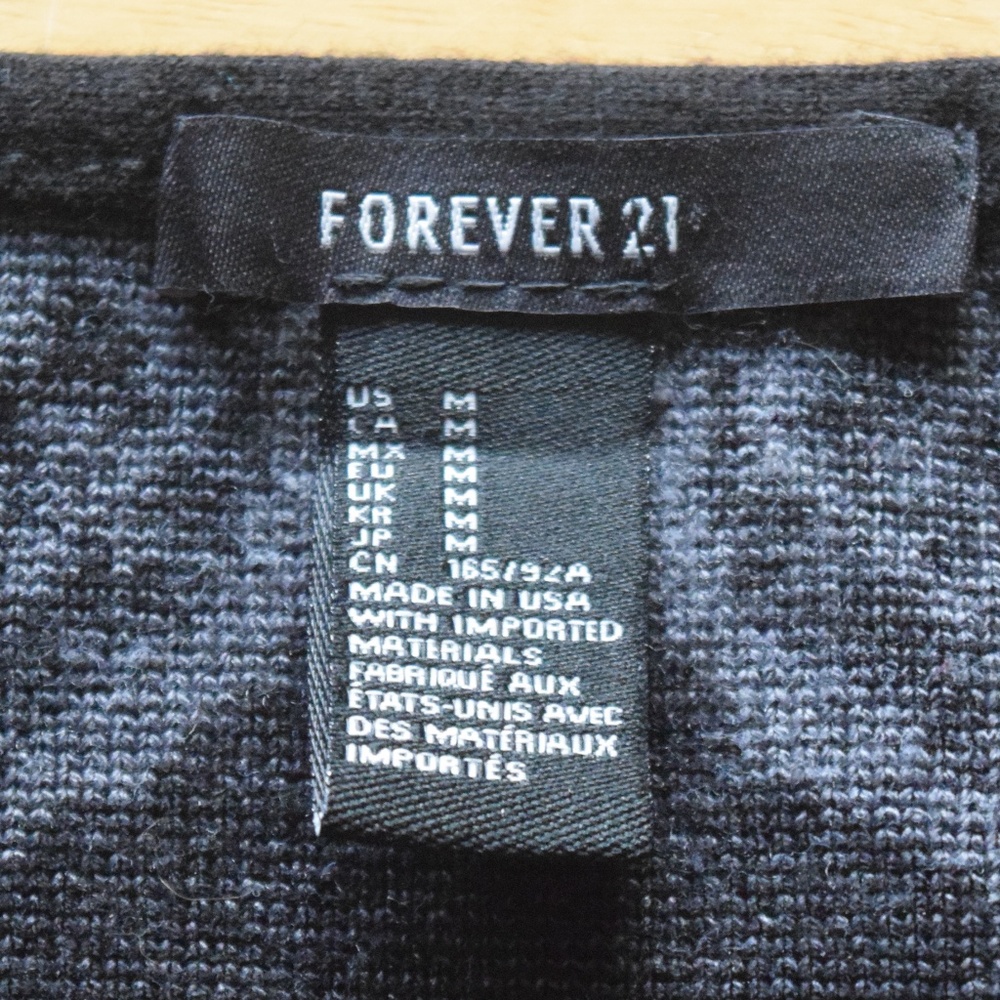 FOREVER 21
US M
CA M
MX M
EU M
UK M
KR M
JP M
CN 165/92A
MADE IN USA
WITH IMPORTED
MATERIALS
FABRIQUÊ AUX
ÉTATS-UNIS AVEC
DES MATÉRIAUX
IMPORTÉS